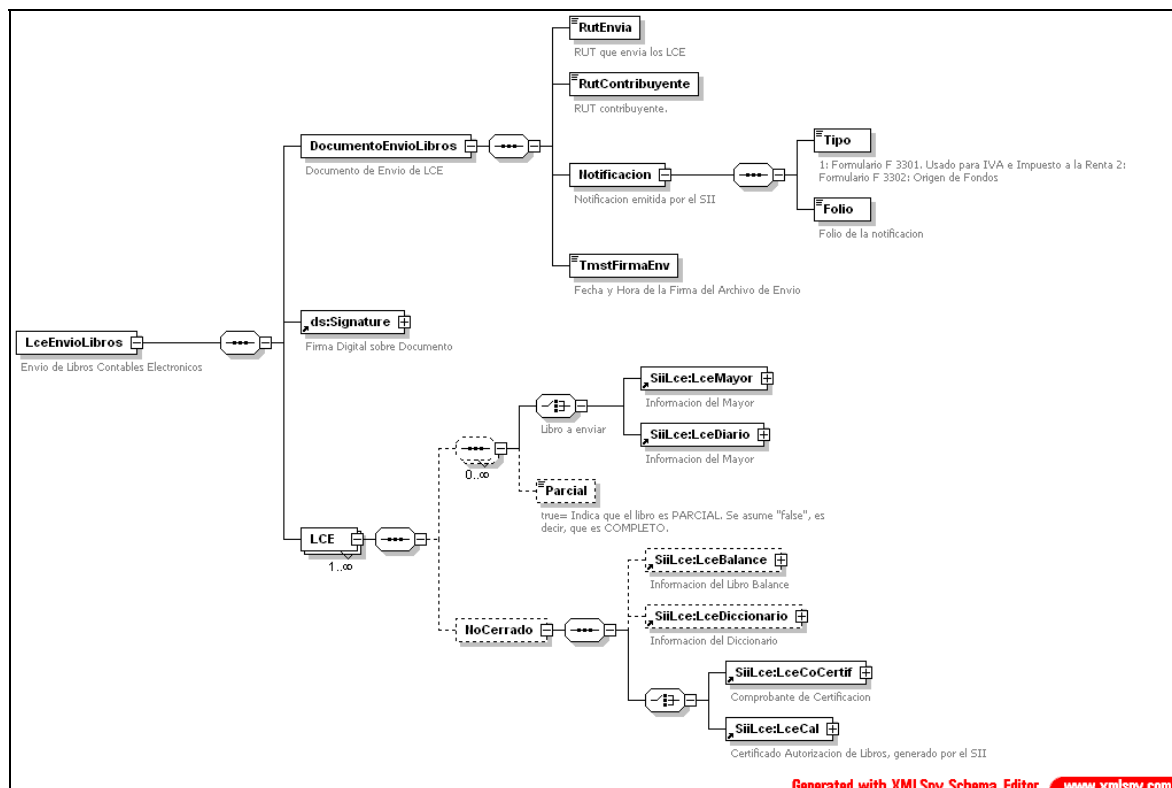 RutEnvia
RUT que envia los LCE
RutContribuyente
RUT contribuyente.
DocumentoEnvioLibros
Documento de Envio de LCE
Tipo
1: Formulario F 3301. Usado para IVA e Impuesto a la Renta 2:
Formulario F 3302: Origen de Fondos
Notificacion
Notificacion emitida por el SII
Folio
Folio de la notificacion
TmstFirmaEnv
Fecha y Hora de la Firma del Archivo de Envio
ds:Signature
Firma Digital sobre Documento
LceEnvioLibros
Envio de Libros Contables Electronicos
SiiLce:LceMayor
Informacion del Mayor
Libro a enviar
SiiLce:LceDiario
Informacion del Mayor
0..∞
Parcial
true= Indica que el libro es PARCIAL. Se asume "false", es
decir, que es COMPLETO.
LCE
1..∞
SiiLce:LceBalance
Informacion del Libro Balance
SiiLce:LceDiccionario
Informacion del Diccionario
NoCerrado
SiiLce:LceCoCertif
Comprobante de Certificacion
SiiLce:LceCal
Certificado Autorizacion de Libros, generado por el SII
Generated with XMLSpy Schema Editor www.xmlspy.com